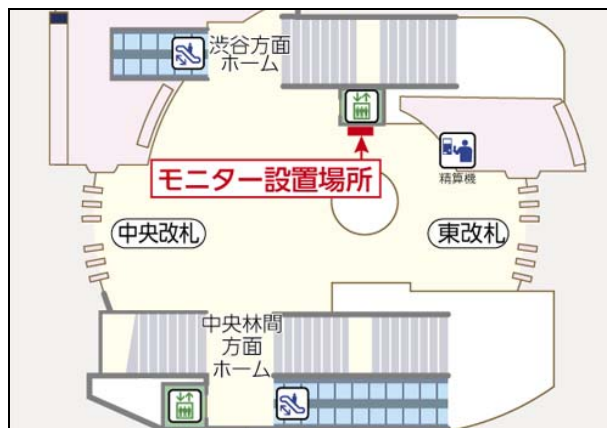 渋谷方面
ホーム
モニター設置場所
精算機
中央改札
東改札
中央林間
方面
ホーム